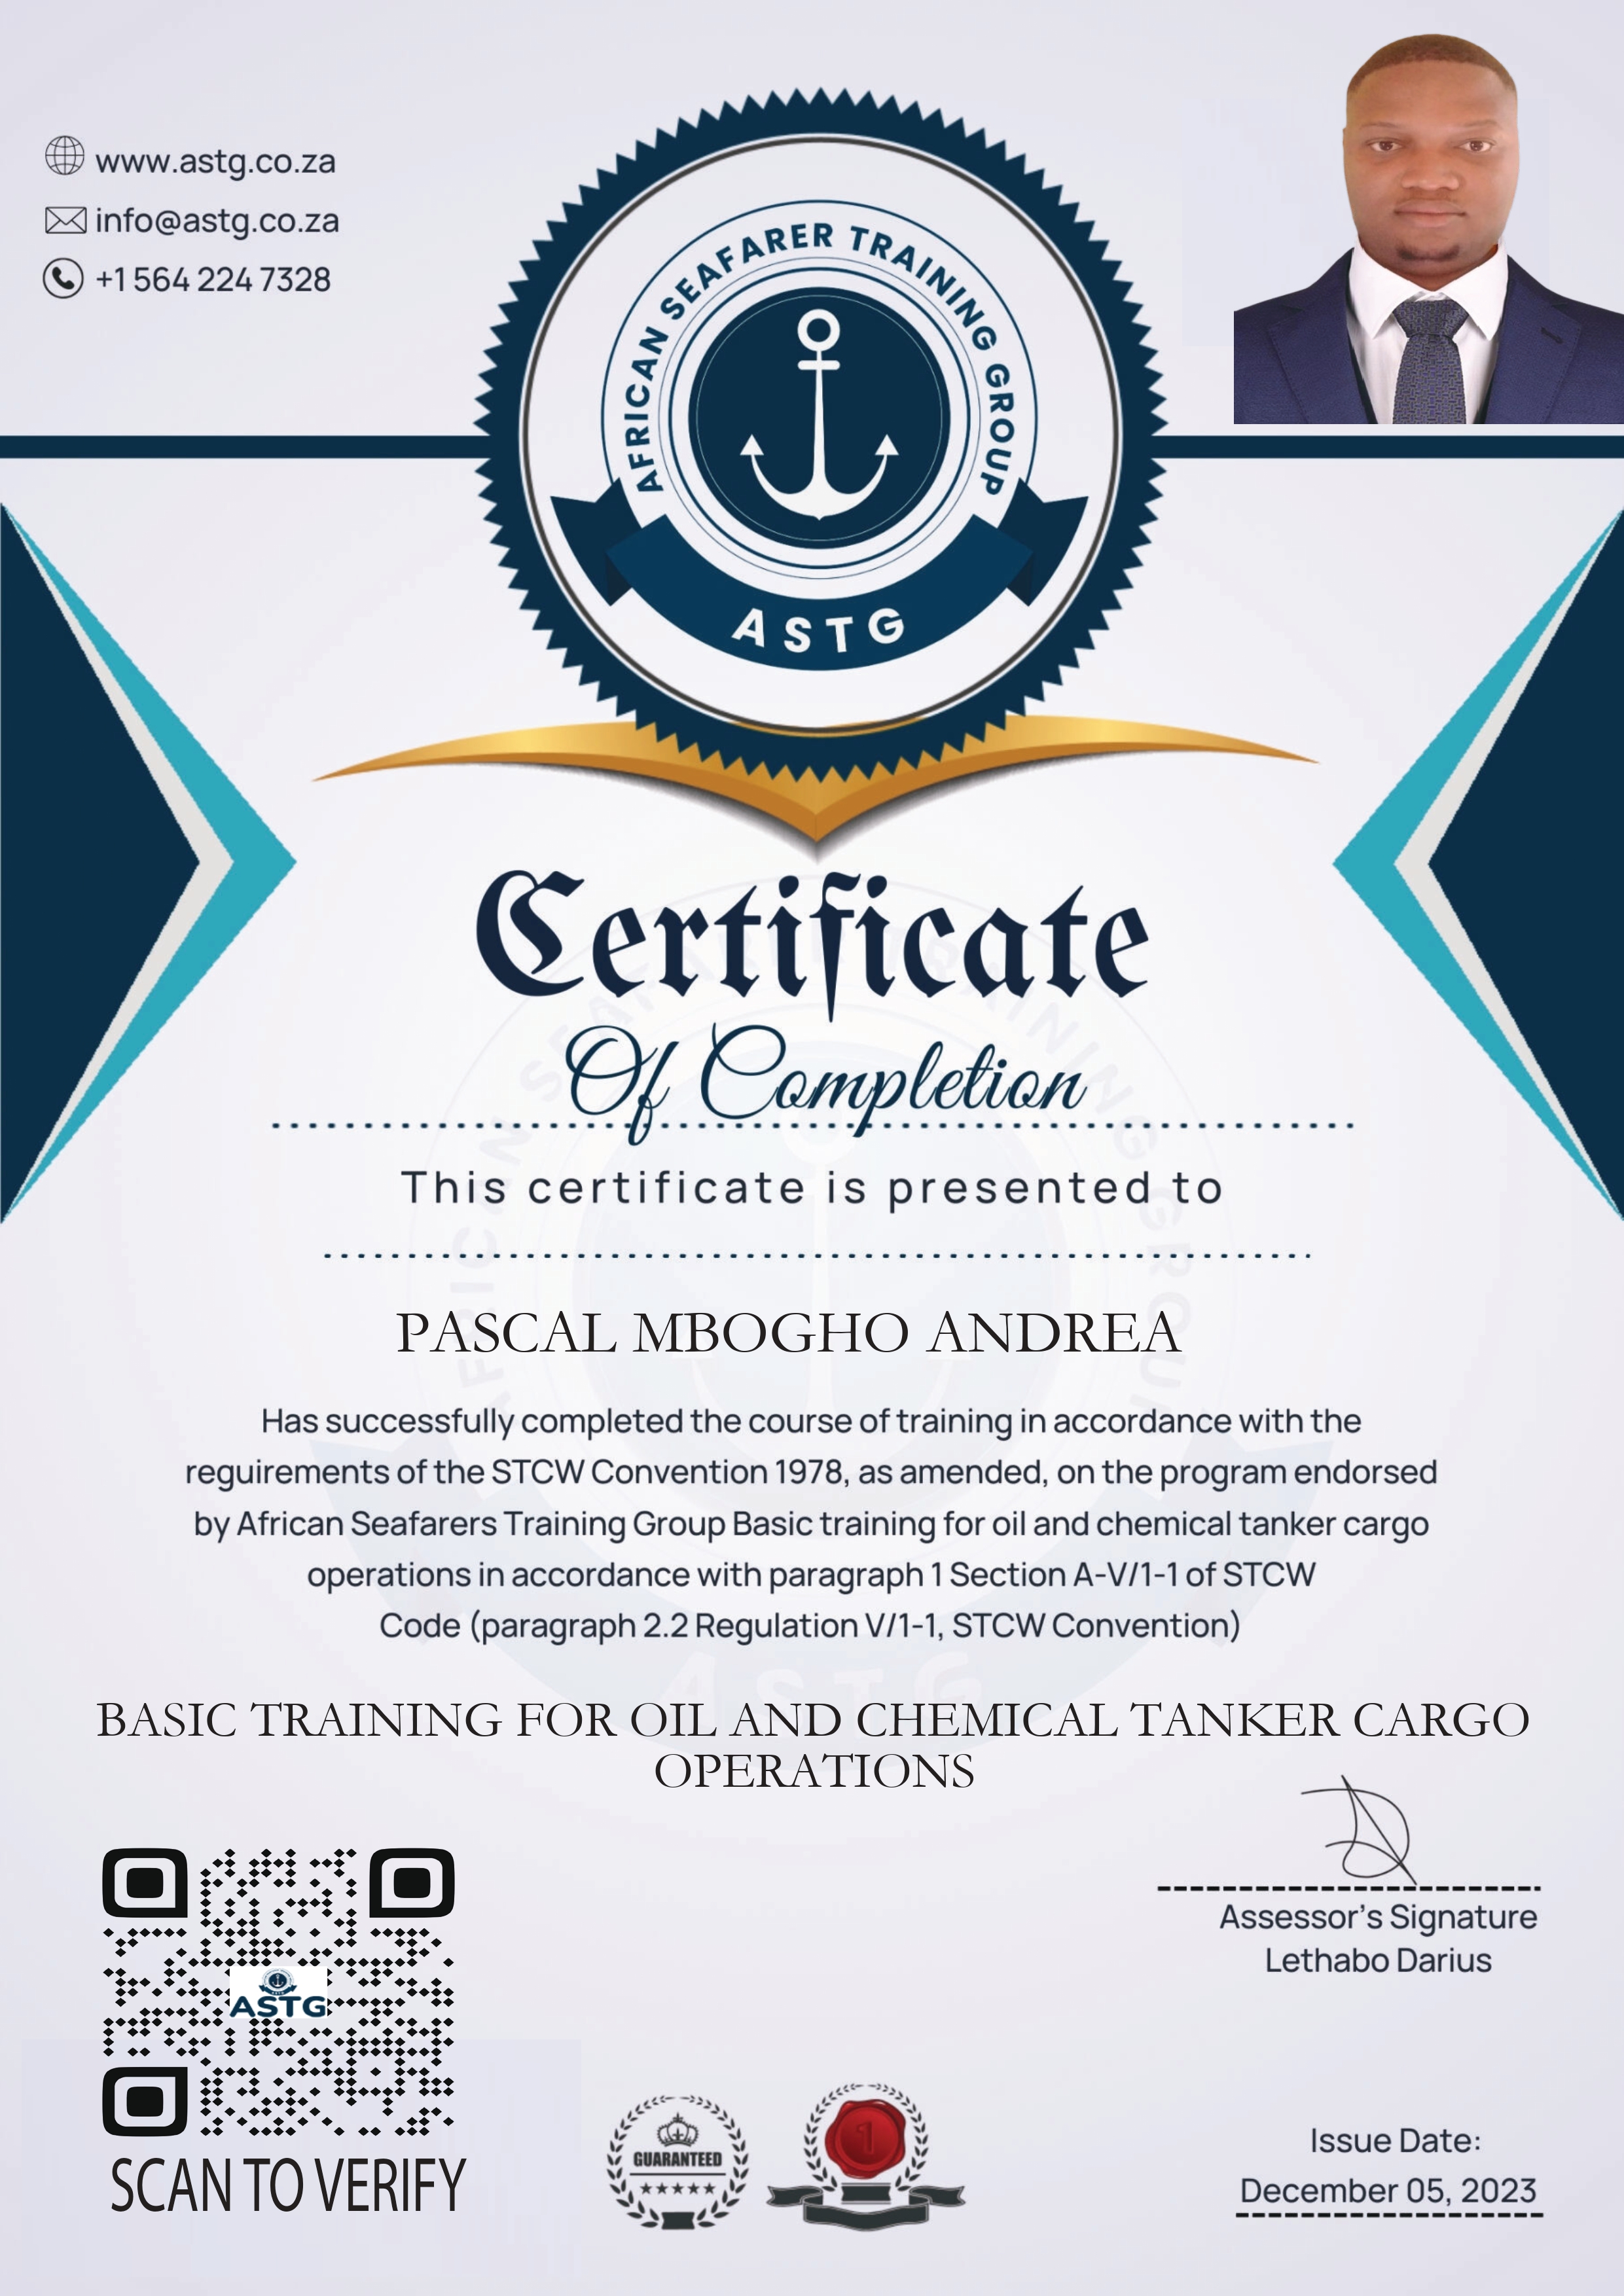 www.astg.co.za
info@astg.co.za
+1 564 224 7328
AFRICAN SEAFARER TRAINING GROUP
ASTG
Certificate
Of Completion
This certificate is presented to
PASCAL MBOGHO ANDREA
Has successfully completed the course of training in accordance with the
reguirements of the STCW Convention 1978, as amended, on the program endorsed
by African Seafarers Training Group Basic training for oil and chemical tanker cargo
operations in accordance with paragraph 1 Section A-V/1-1 of STCW
Code (paragraph 2.2 Regulation V/1-1, STCW Convention)
AFRICAN SEAFARER TRAINING GROUP
ASTG
BASIC TRAINING FOR OIL AND CHEMICAL TANKER CARGO
OPERATIONS
Assessor's Signature
Lethabo Darius
ASTG
SCAN TO VERIFY
GUARANTEED
1
Issue Date:
December 05, 2023